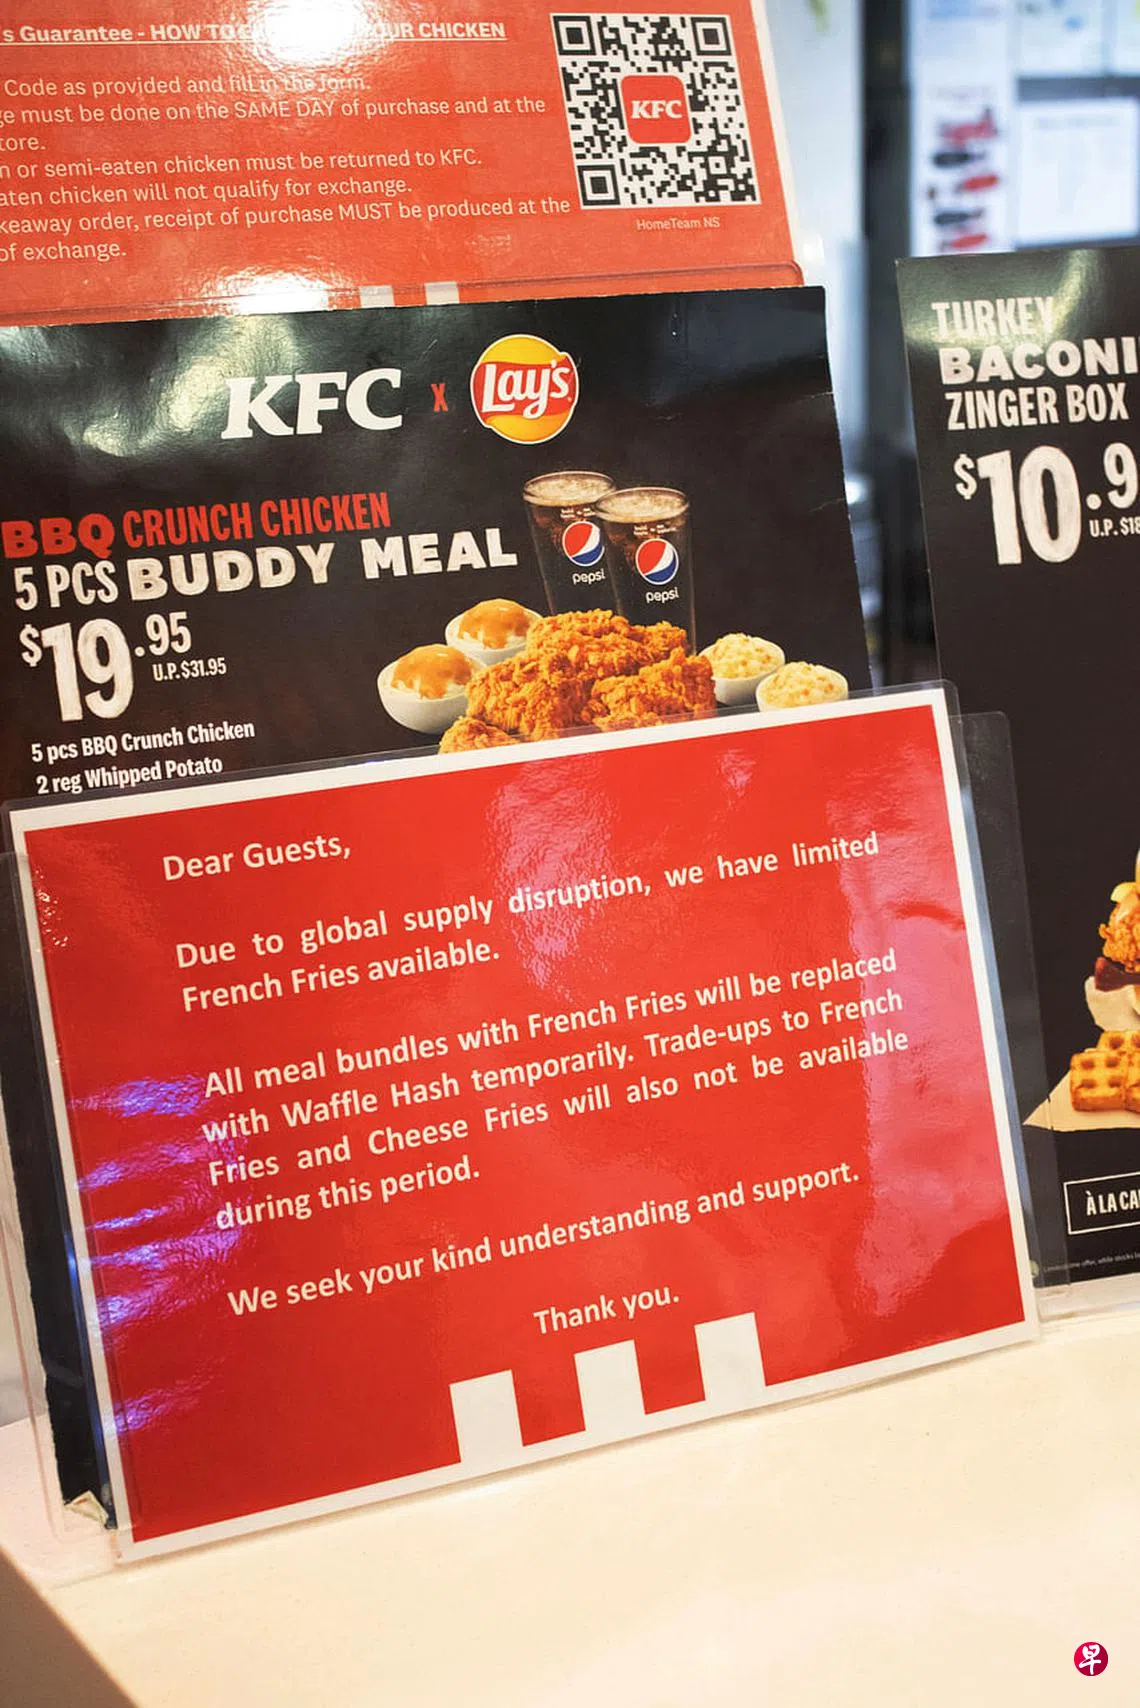 s Guarantee - HOW TO
UR CHICKEN
Code as provided and fill in the form.
ge must be done on the SAME DAY of purchase and at the
tore.
n or semi-eaten chicken must be returned to KFC.
aten chicken will not qualify for exchange.
keaway order, receipt of purchase MUST be produced at the
of exchange.
KFC
HomeTeam NS
KFC x Lay's
BBQ CRUNCH CHICKEN
5 PCS BUDDY MEAL
$19.95
U.P.$31.95
5 pcs BBQ Crunch Chicken
2 reg Whipped Potato
pepsi
pepsi
TURKEY
BACONI
ZINGER BOX
$10.9
U.P.$18
À LA CA
Dear Guests,
Due to global supply disruption, we have limited
French Fries available.
All meal bundles with French Fries will be replaced
with Waffle Hash temporarily. Trade-ups to French
Fries and Cheese Fries will also not be available
during this period.
We seek your kind understanding and support.
Thank you.
早